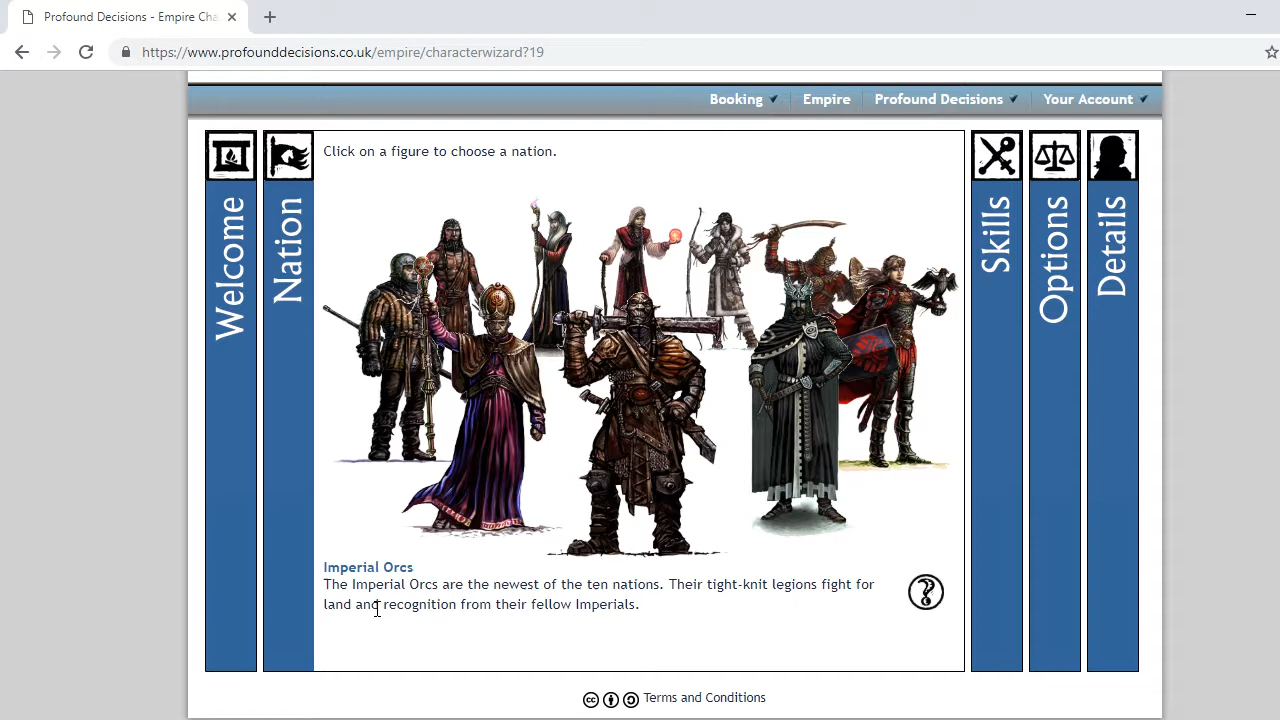 Profound Decisions - Empire Cha
https://www.profounddecisions.co.uk/empire/characterwizard?19
Booking Empire Profound Decisions Your Account
Click on a figure to choose a nation.
Welcome
Nation
Skills
Options
Details
Imperial Orcs
The Imperial Orcs are the newest of the ten nations. Their tight-knit legions fight for
land and recognition from their fellow Imperials.
Terms and Conditions